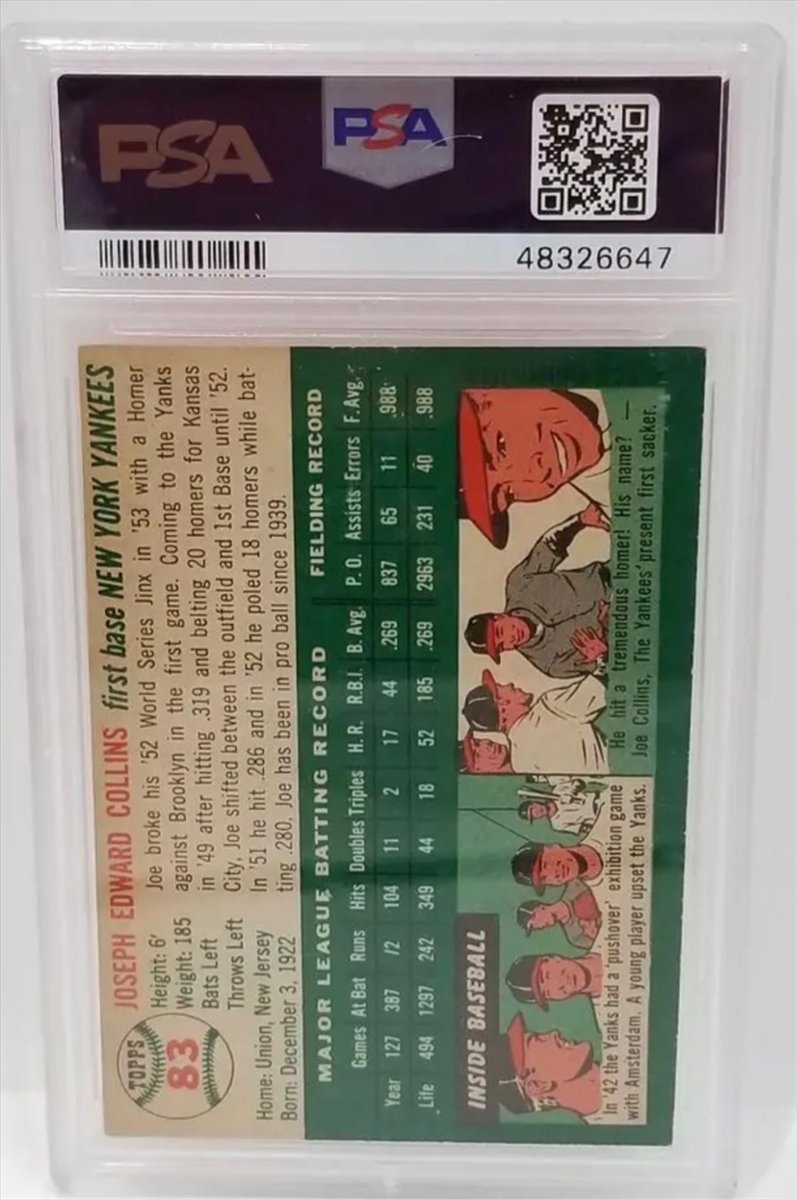 PSA
PSA
48326647
TOPPS
83
JOSEPH EDWARD COLLINS first base NEW YORK YANKEES
Height: 6'
Weight: 185
Bats Left
Throws Left
Home: Union, New Jersey
Born: December 3, 1922
Joe broke his '52 World Series Jinx in '53 with a Homer
against Brooklyn in the first game. Coming to the Yanks
in '49 after hitting .319 and belting 20 homers for Kansas
City, Joe shifted between the outfield and 1st Base until '52.
In '51 he hit .286 and in '52 he poled 18 homers while bat-
ting .280. Joe has been in pro ball since 1939.
MAJOR LEAGUE BATTING RECORD FIELDING RECORD
Games At Bat Runs Hits Doubles Triples H.R. R.B.I. B. Avg. P.O. Assists Errors F. Avg.
Year 127 387 72 104 11 2 17 44 .269 837 65 11 .988
Life 494 1297 242 349 44 18 52 185 .269 2963 231 40 .988
INSIDE BASEBALL
In '42 the Yanks had a 'pushover' exhibition game
with Amsterdam. A young player upset the Yanks.
He hit a tremendous homer! His name? —
Joe Collins, The Yankees' present first sacker.